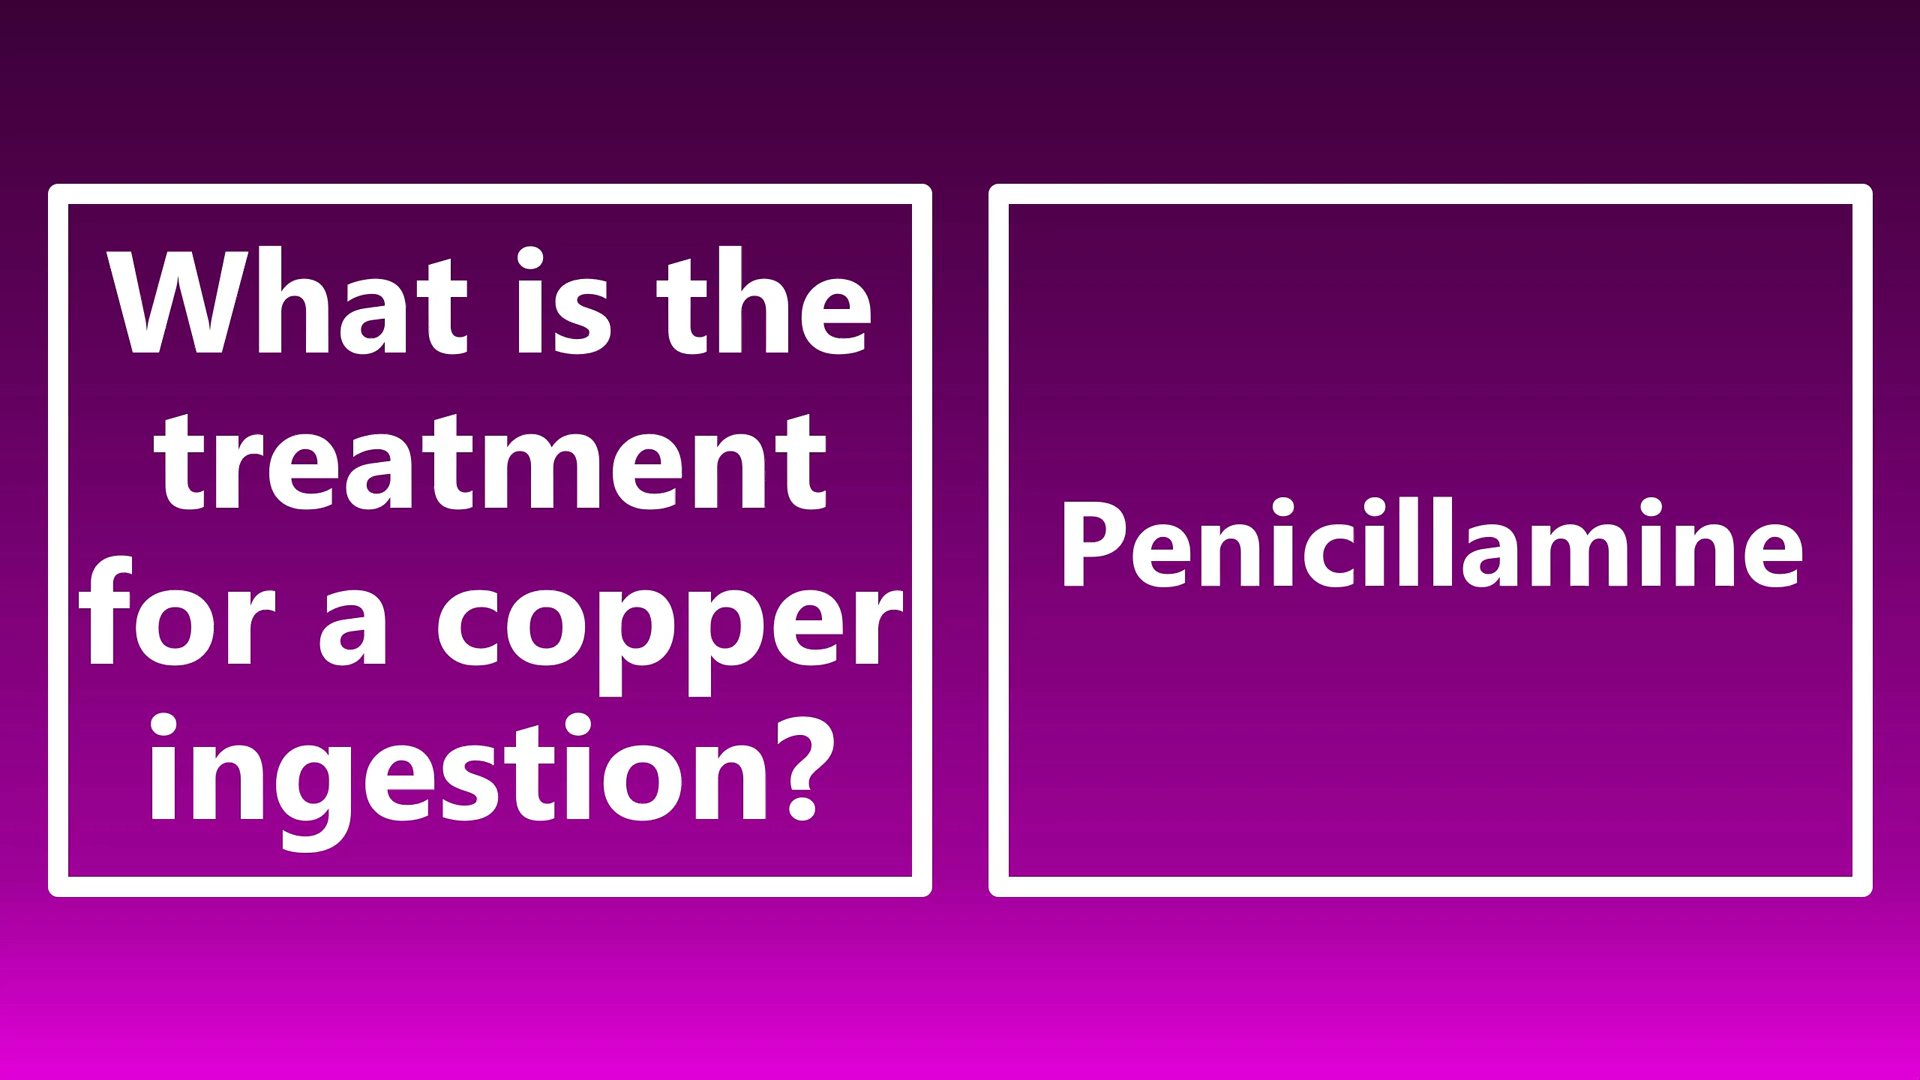 What is the
treatment
for a copper
ingestion?
Penicillamine